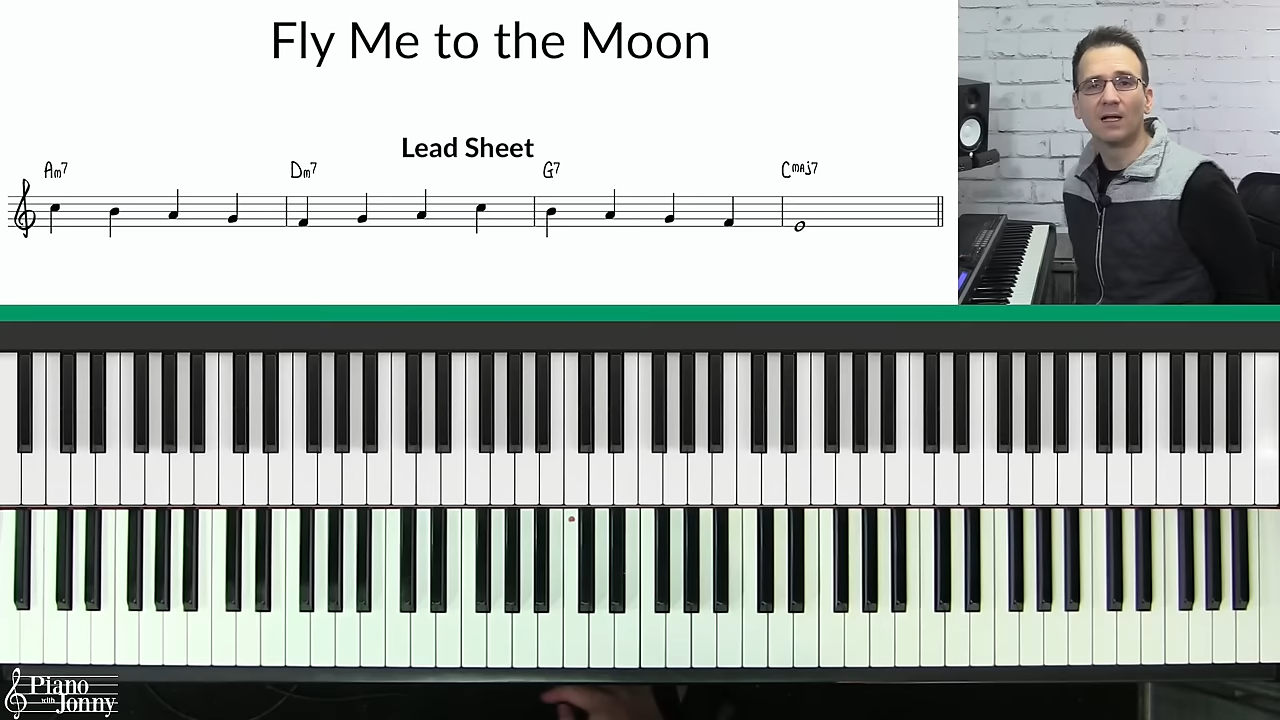 Fly Me to the Moon
Lead Sheet
Am7 Dm7 G7 Cmaj7
Piano
with
Jonny